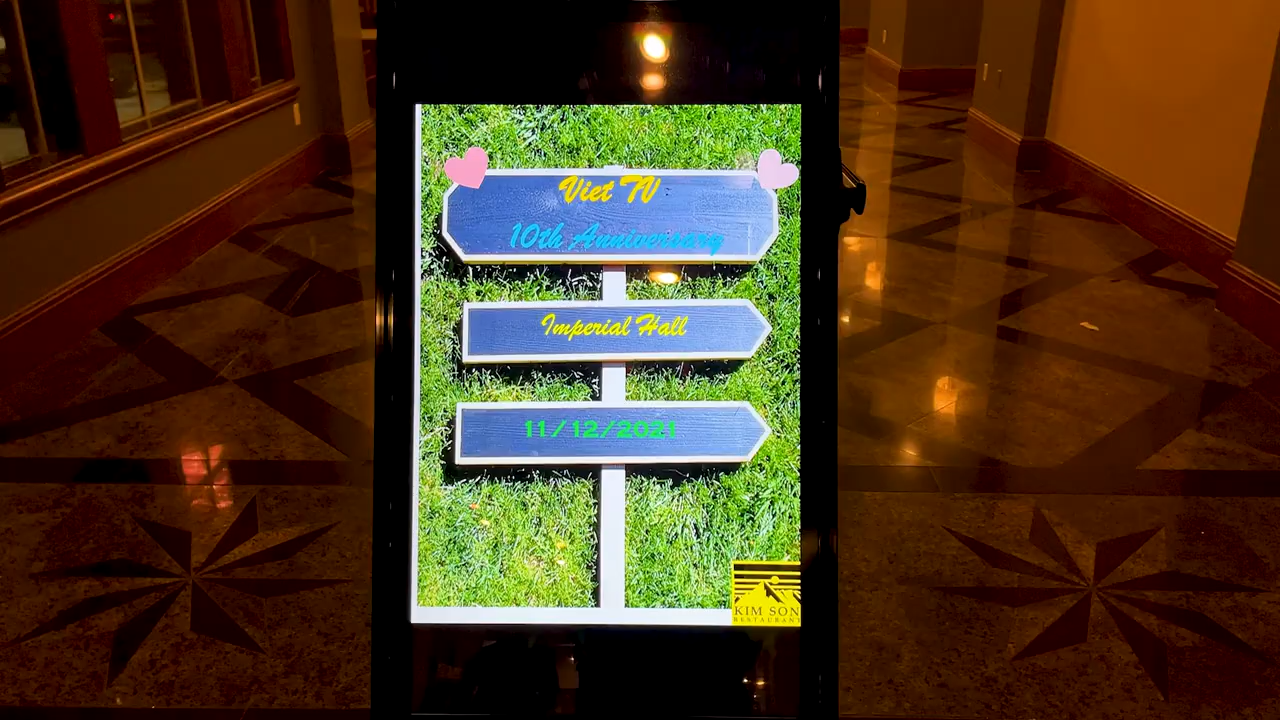 Viet TV
10th Anniversary
Imperial Hall
11/12/2021
KIM SON
RESTAURANT